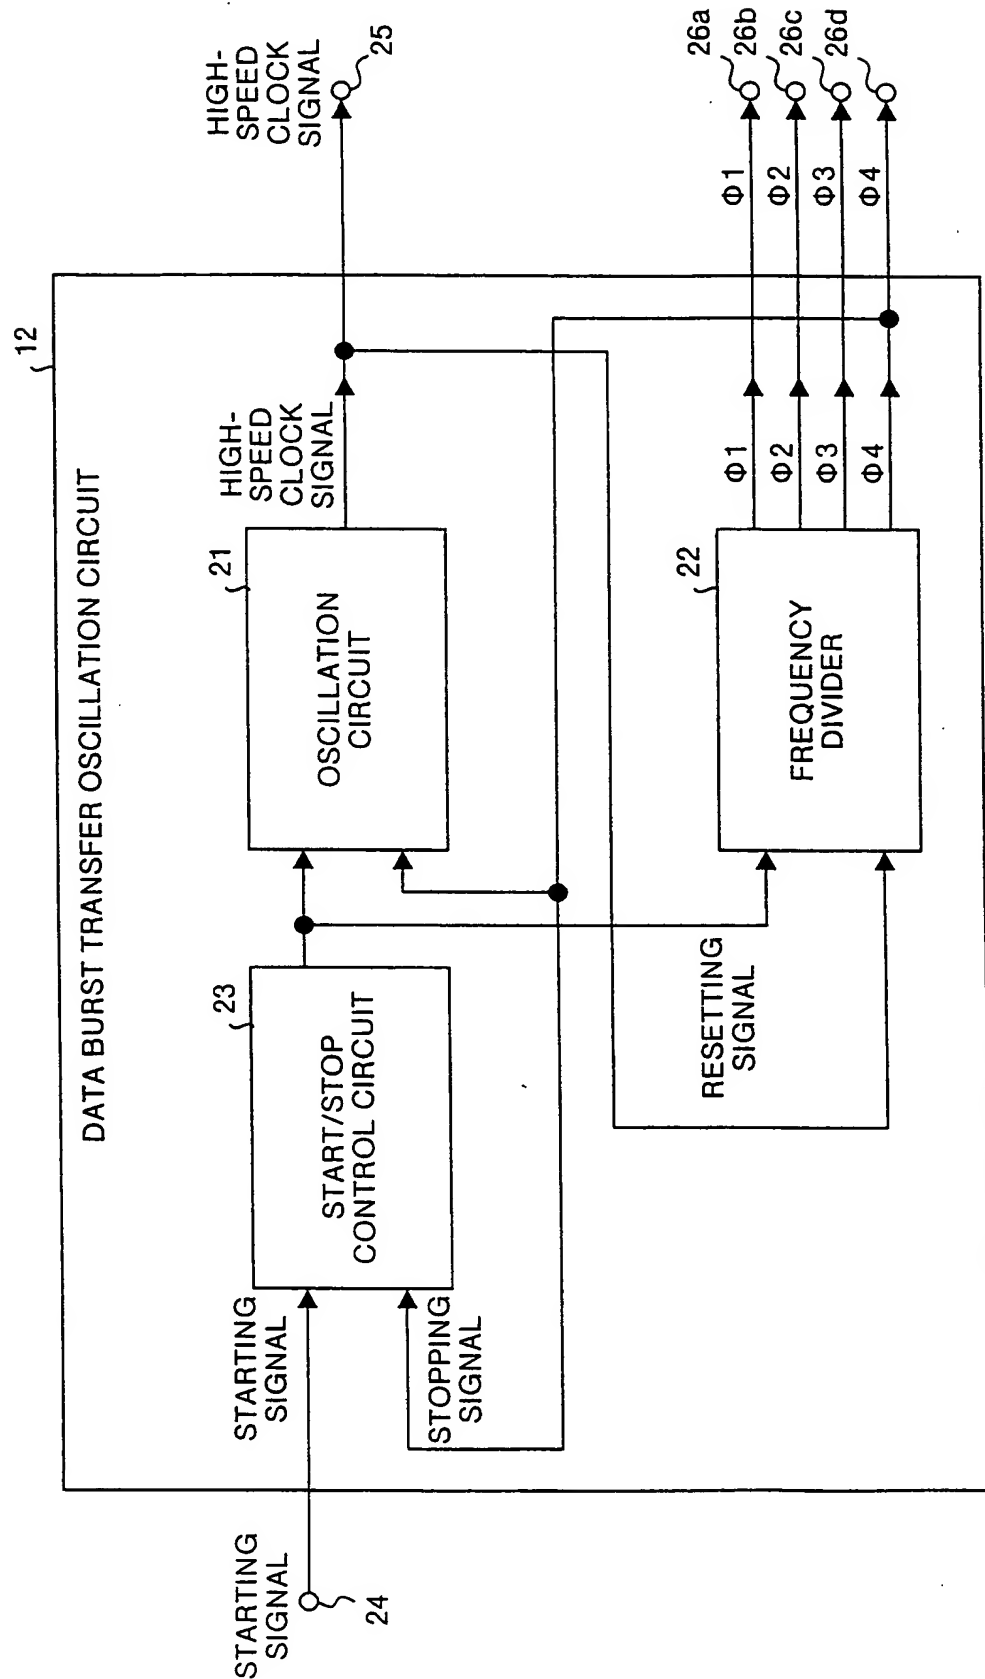 12
DATA BURST TRANSFER OSCILLATION CIRCUIT
STARTING
SIGNAL
24
STARTING
SIGNAL
STOPPING
SIGNAL
23
START/STOP
CONTROL CIRCUIT
21
OSCILLATION
CIRCUIT
HIGH-
SPEED
CLOCK
SIGNAL
HIGH-
SPEED
CLOCK
SIGNAL
25
RESETTING
SIGNAL
22
FREQUENCY
DIVIDER
Φ1
Φ2
Φ3
Φ4
Φ1
Φ2
Φ3
Φ4
26a
26b
26c
26d